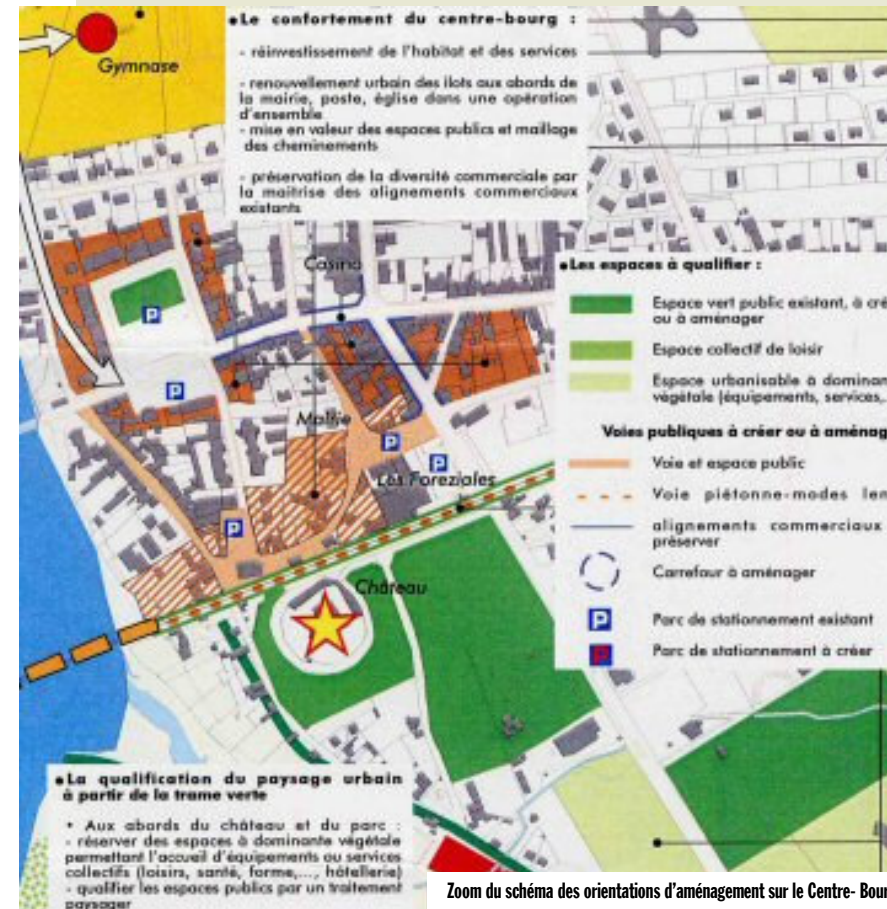 •Le confortement du centre-bourg :
- réinvestissement de l'habitat et des services
- renouvellement urbain des ilots aux abords de
la mairie, poste, église dans une opération
d'ensemble
- mise en valeur des espaces publics et maillage
des cheminements
- préservation de la diversité commerciale par
la maîtrise des alignements commerciaux
existants
Gymnase
Casino
Mairie
Les Foreziales
Château
P
P
P
P
P
•Les espaces à qualifier :
Espace vert public existant, à cré
ou à aménager
Espace collectif de loisir
Espace urbanisable à dominan
végétale (équipements, services,
Voies publiques à créer ou à aménag
Voie et espace public
Voie piétonne-modes len
alignements commerciaux
préserver
Carrefour à aménager
P Parc de stationnement existant
P Parc de stationnement à créer
•La qualification du paysage urbain
à partir de la trame verte
• Aux abords du château et du parc :
- réserver des espaces à dominante végétale
permettant l'accueil d'équipements ou services
collectifs (loisirs, santé, forme,..., hôtellerie)
- qualifier les espaces publics par un traitement
paysager
Zoom du schéma des orientations d'aménagement sur le Centre- Bour